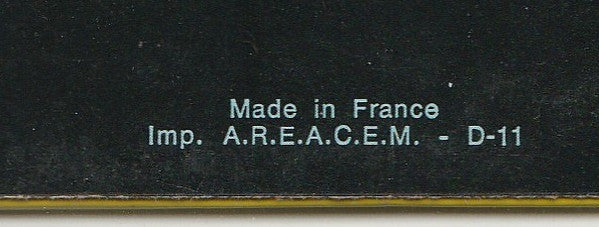 Made in France
Imp. A.R.E.A.C.E.M. - D-11